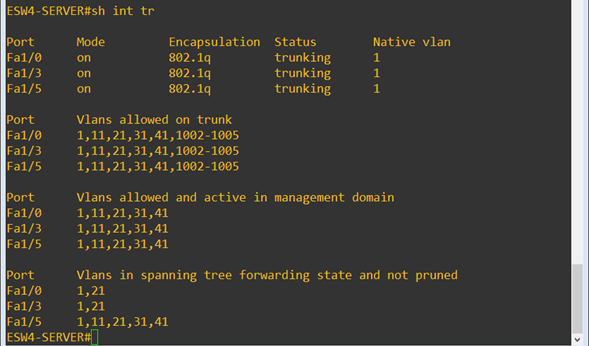 ESW4-SERVER#sh int tr
Port Mode Encapsulation Status Native vlan
Fa1/0 on 802.1q trunking 1
Fa1/3 on 802.1q trunking 1
Fa1/5 on 802.1q trunking 1
Port Vlans allowed on trunk
Fa1/0 1,11,21,31,41,1002-1005
Fa1/3 1,11,21,31,41,1002-1005
Fa1/5 1,11,21,31,41,1002-1005
Port Vlans allowed and active in management domain
Fa1/0 1,11,21,31,41
Fa1/3 1,11,21,31,41
Fa1/5 1,11,21,31,41
Port Vlans in spanning tree forwarding state and not pruned
Fa1/0 1,21
Fa1/3 1,21
Fa1/5 1,11,21,31,41
ESW4-SERVER#